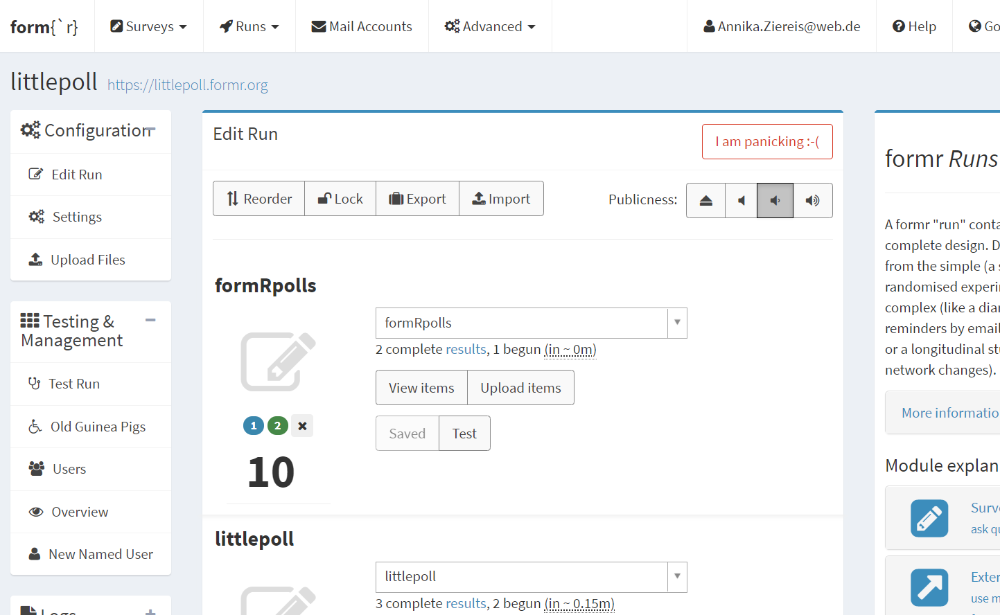 form{`r}
Surveys
Runs
Mail Accounts
Advanced
Annika.Ziereis@web.de
Help
Go
littlepoll https://littlepoll.formr.org
Configuration
Edit Run
Settings
Upload Files
Testing &
Management
Test Run
Old Guinea Pigs
Users
Overview
New Named User
Logs
Edit Run
I am panicking :-(
Reorder
Lock
Export
Import
Publicness:
formRpolls
formRpolls
2 complete results, 1 begun (in ~ 0m)
View items
Upload items
1 2
Saved
Test
10
littlepoll
littlepoll
3 complete results, 2 begun (in ~ 0.15m)
formr Runs
A formr "run" conta
complete design. D
from the simple (a s
randomised experim
complex (like a diar
reminders by email
or a longitudinal stu
network changes).
More informatio
Module explan
Surve
ask qu
Exter
use m